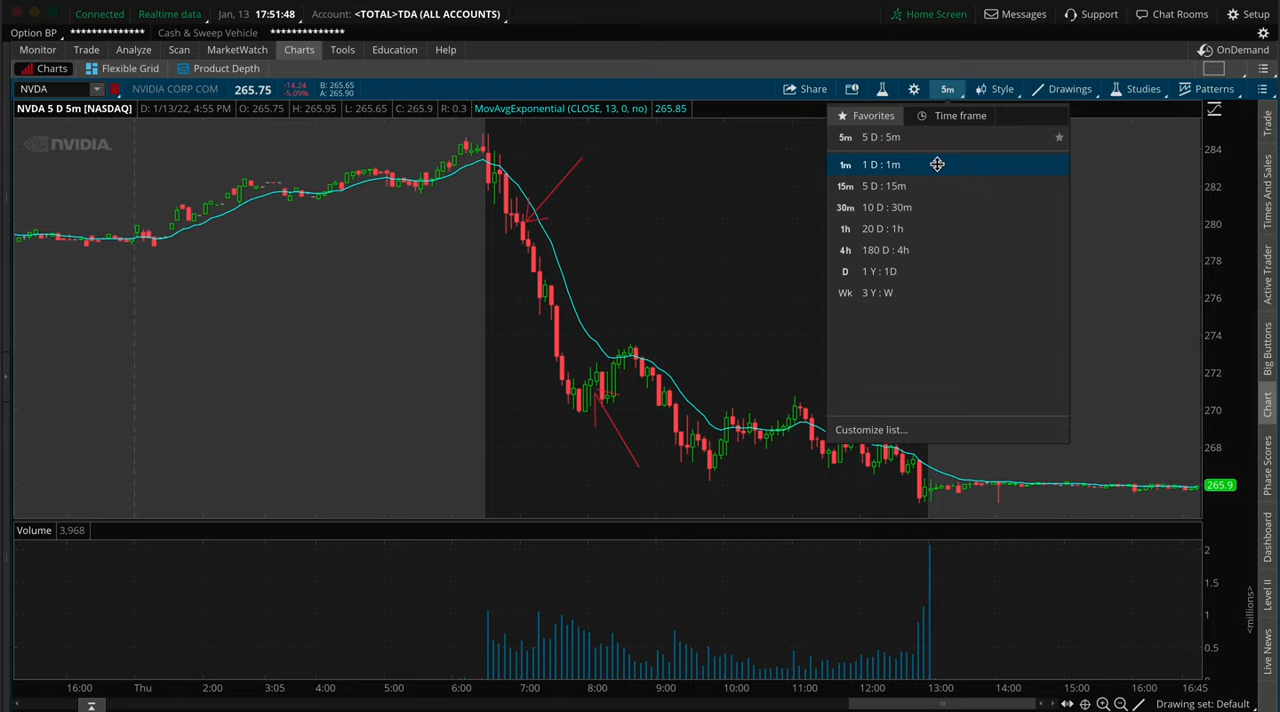 Connected Realtime data Jan, 13 17:51:48 Account: <TOTAL>TDA (ALL ACCOUNTS) Home Screen Messages Support Chat Rooms Setup
Option BP ************** Cash & Sweep Vehicle **************
Monitor Trade Analyze Scan MarketWatch Charts Tools Education Help OnDemand
Charts Flexible Grid Product Depth
NVDA NVIDIA CORP COM 265.75 -14.24 -5.09% B: 265.65 A: 265.90 Share 5m Style Drawings Studies Patterns
NVDA 5 D 5m [NASDAQ] D: 1/13/22, 4:55 PM O: 265.75 H: 265.95 L: 265.65 C: 265.9 R: 0.3 MovAvgExponential (CLOSE, 13, 0, no) 265.85
NVIDIA.
Favorites Time frame
5m 5 D : 5m
1m 1 D : 1m
15m 5 D : 15m
30m 10 D : 30m
1h 20 D : 1h
4h 180 D : 4h
D 1 Y : 1D
Wk 3 Y : W
Customize list...
284
282
280
278
276
274
272
270
268
265.9
Volume 3,968
2
1.5
1
0.5
<millions>
16:00 Thu 2:00 3:05 4:00 5:00 6:00 7:00 8:00 9:00 10:00 11:00 12:00 13:00 14:00 15:00 16:00 16:45
Drawing set: Default
Trade
Times And Sales
Active Trader
Big Buttons
Chart
Phase Scores
Dashboard
Level II
Live News